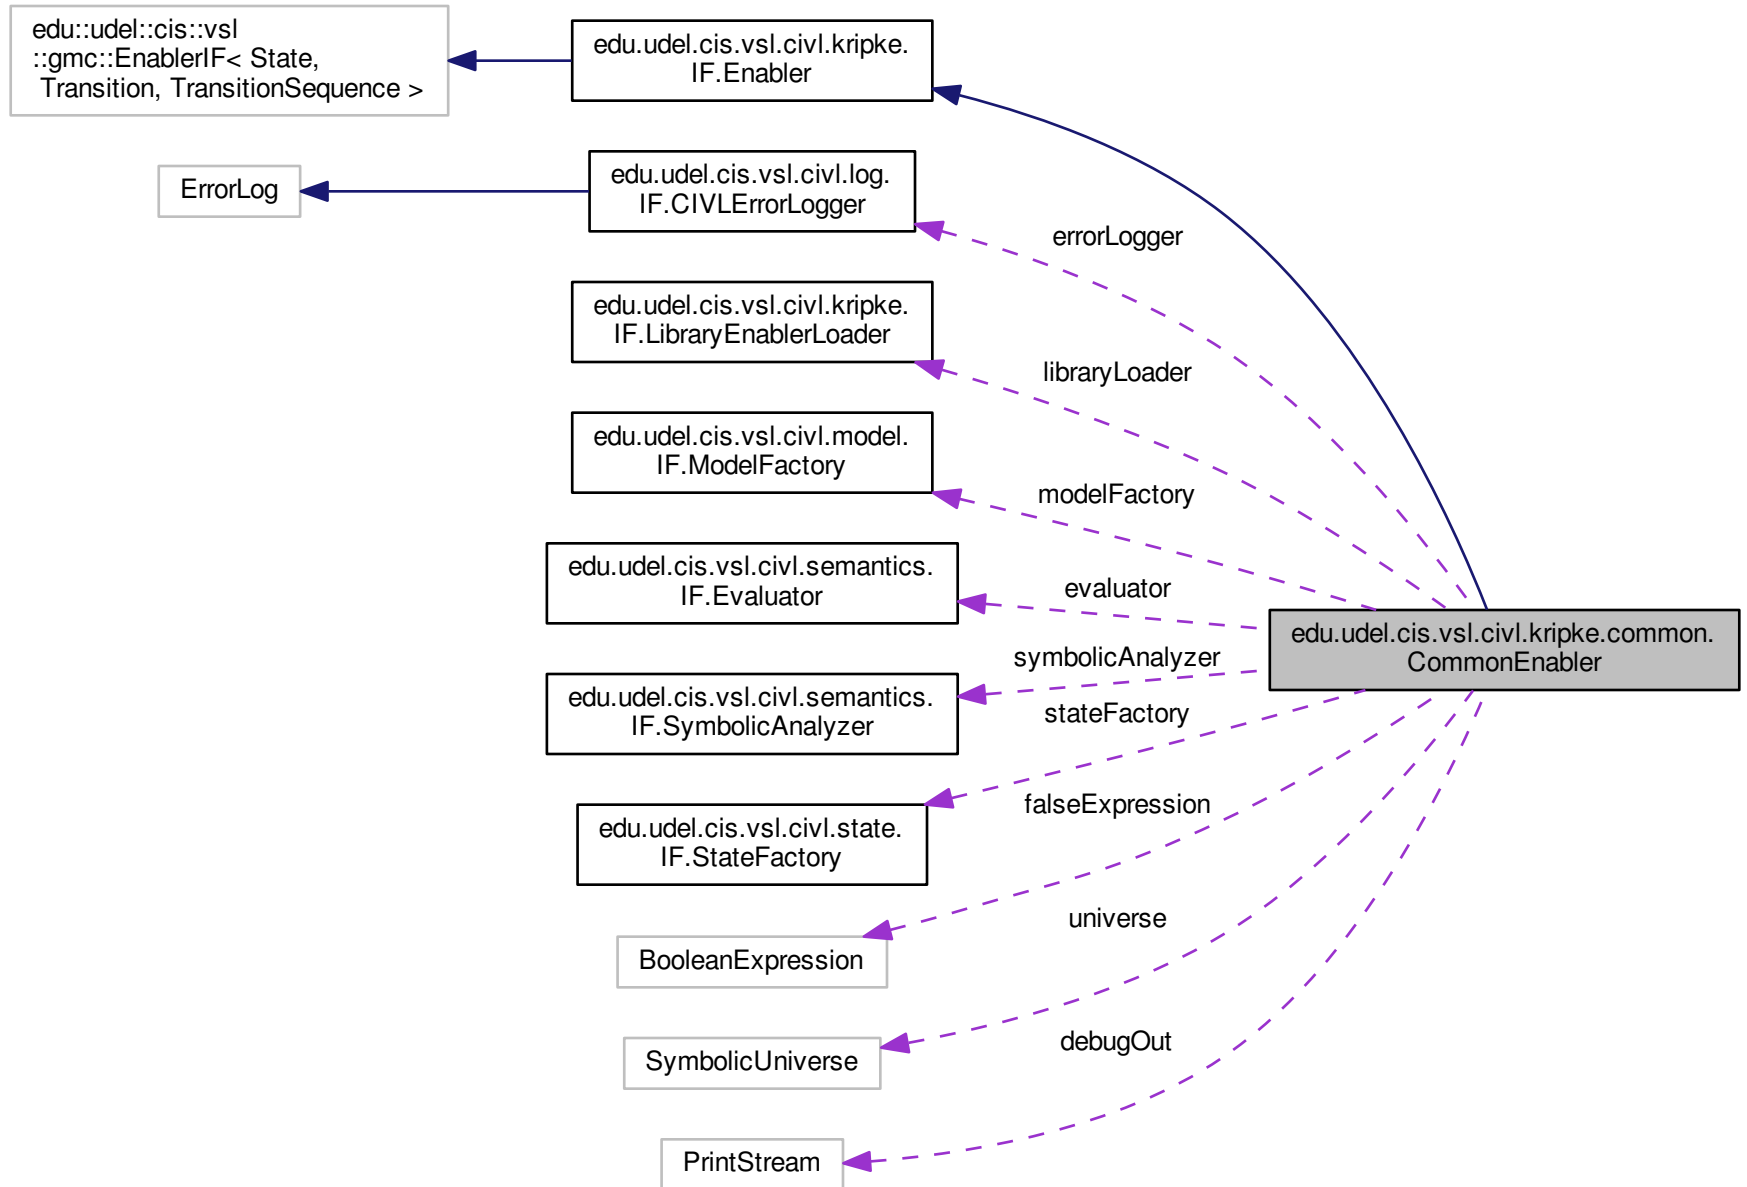 edu::udel::cis::vsl
::gmc::EnablerIF< State,
Transition, TransitionSequence >
edu.udel.cis.vsl.civl.kripke.
IF.Enabler
ErrorLog
edu.udel.cis.vsl.civl.log.
IF.CIVLErrorLogger
errorLogger
edu.udel.cis.vsl.civl.kripke.
IF.LibraryEnablerLoader
libraryLoader
edu.udel.cis.vsl.civl.model.
IF.ModelFactory
modelFactory
edu.udel.cis.vsl.civl.semantics.
IF.Evaluator
evaluator
edu.udel.cis.vsl.civl.kripke.common.
CommonEnabler
symbolicAnalyzer
edu.udel.cis.vsl.civl.semantics.
IF.SymbolicAnalyzer
stateFactory
edu.udel.cis.vsl.civl.state.
IF.StateFactory
falseExpression
BooleanExpression
universe
SymbolicUniverse
debugOut
PrintStream